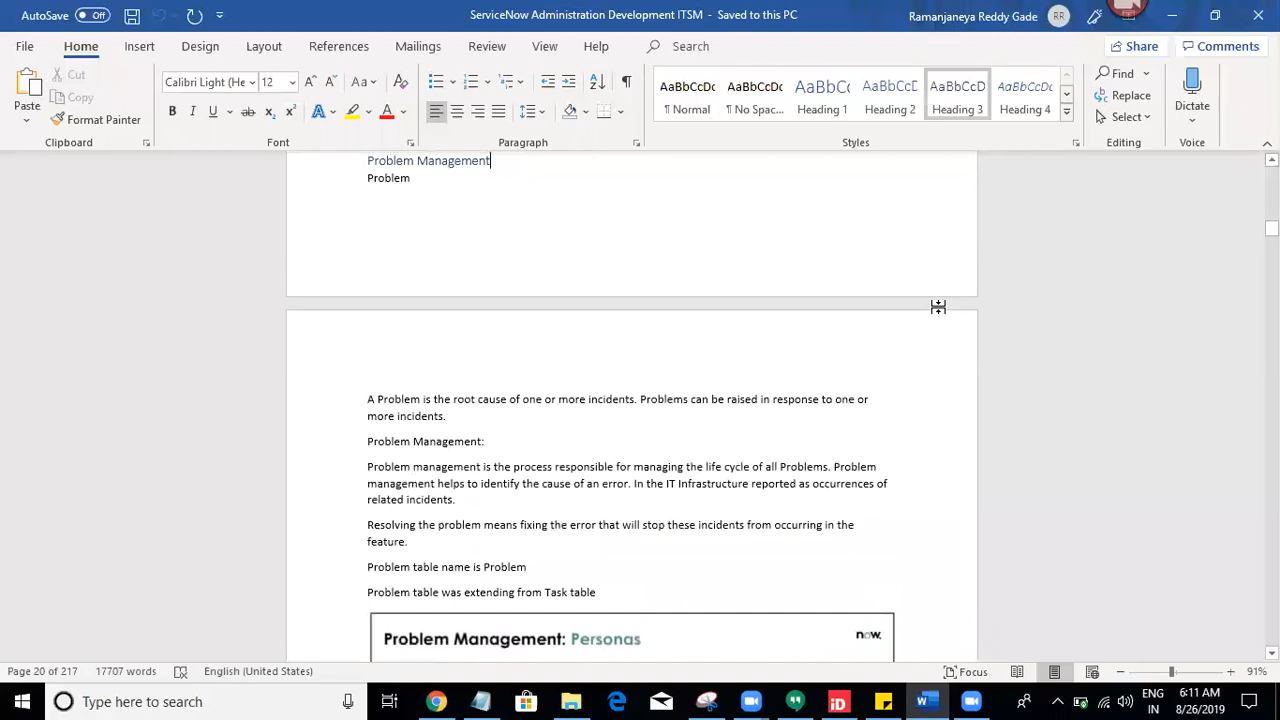 AutoSave Off
ServiceNow Administration Development ITSM - Saved to this PC
Ramanjaneya Reddy Gade RR
File Home Insert Design Layout References Mailings Review View Help Search Share Comments
Paste
Cut
Copy
Format Painter
Calibri Light (He 12
AaBbCcDc AaBbCcDc AaBbC AaBbCcD AaBbCcD AaBbCcDc
¶ Normal ¶ No Spac... Heading 1 Heading 2 Heading 3 Heading 4
Find
Replace
Select
Dictate
Clipboard Font Paragraph Styles Editing Voice
Problem Management
Problem
A Problem is the root cause of one or more incidents. Problems can be raised in response to one or
more incidents.
Problem Management:
Problem management is the process responsible for managing the life cycle of all Problems. Problem
management helps to identify the cause of an error. In the IT Infrastructure reported as occurrences of
related incidents.
Resolving the problem means fixing the error that will stop these incidents from occurring in the
feature.
Problem table name is Problem
Problem table was extending from Task table
Problem Management: Personas
now.
Page 20 of 217 17707 words English (United States) Focus 91%
Type here to search
ENG
IN
6:11 AM
8/26/2019